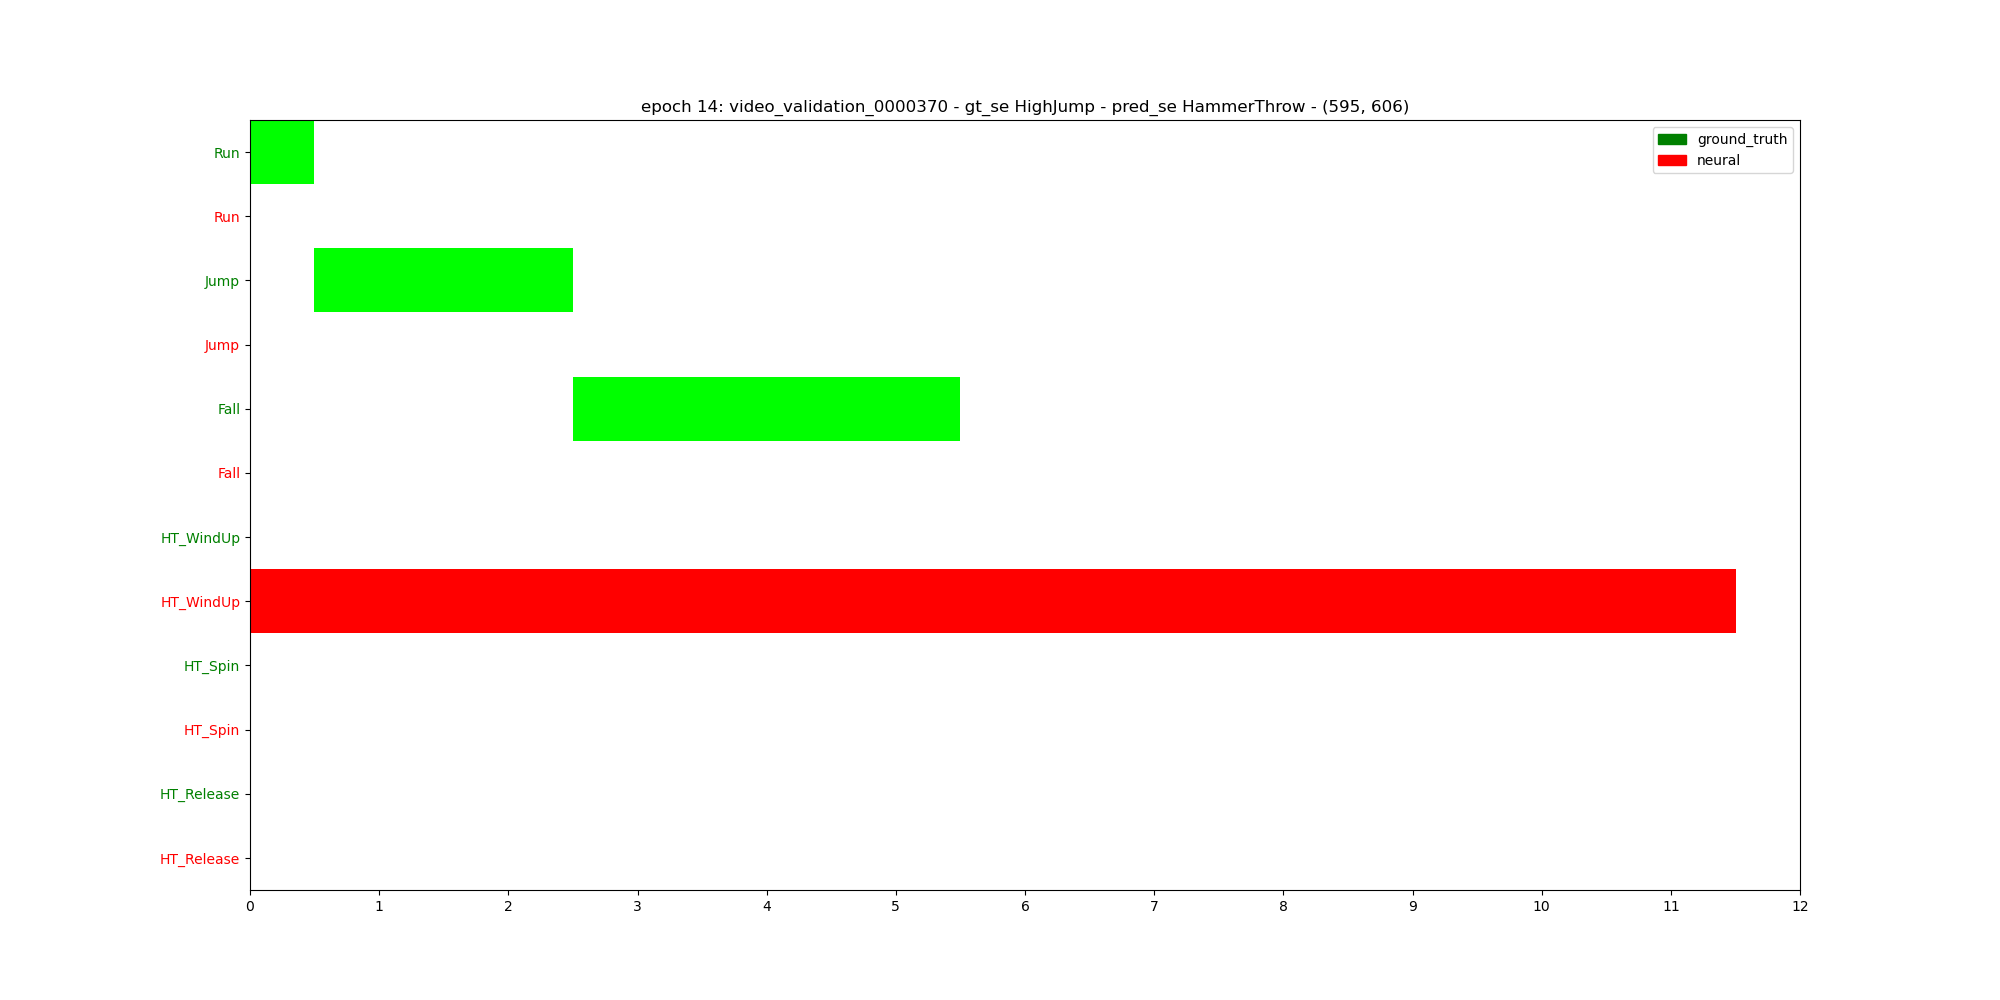 epoch 14: video_validation_0000370 - gt_se HighJump - pred_se HammerThrow - (595, 606)
ground_truth
neural
Run
Run
Jump
Jump
Fall
Fall
HT_WindUp
HT_WindUp
HT_Spin
HT_Spin
HT_Release
HT_Release
0 1 2 3 4 5 6 7 8 9 10 11 12